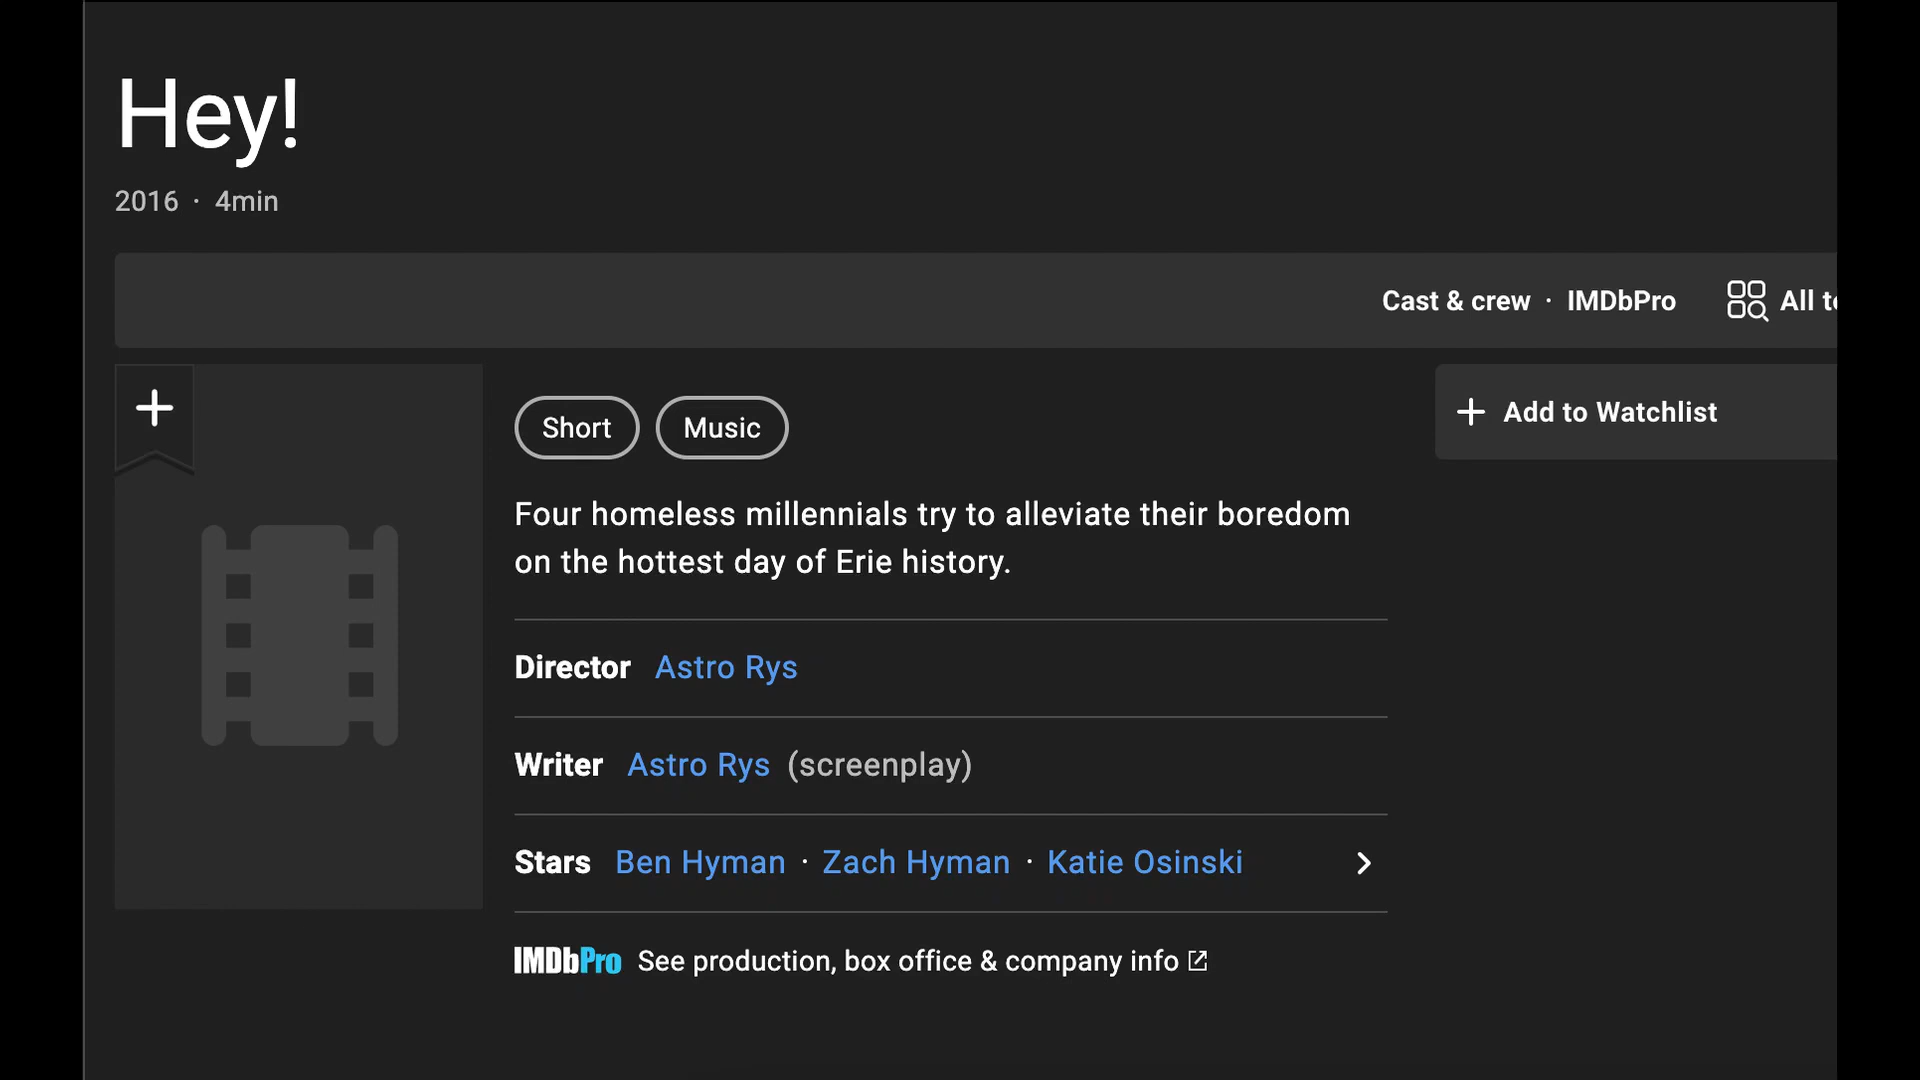 Hey!
2016 · 4min
Cast & crew · IMDbPro All
Short Music
+ Add to Watchlist
Four homeless millennials try to alleviate their boredom
on the hottest day of Erie history.
Director Astro Rys
Writer Astro Rys (screenplay)
Stars Ben Hyman · Zach Hyman · Katie Osinski
IMDbPro See production, box office & company info